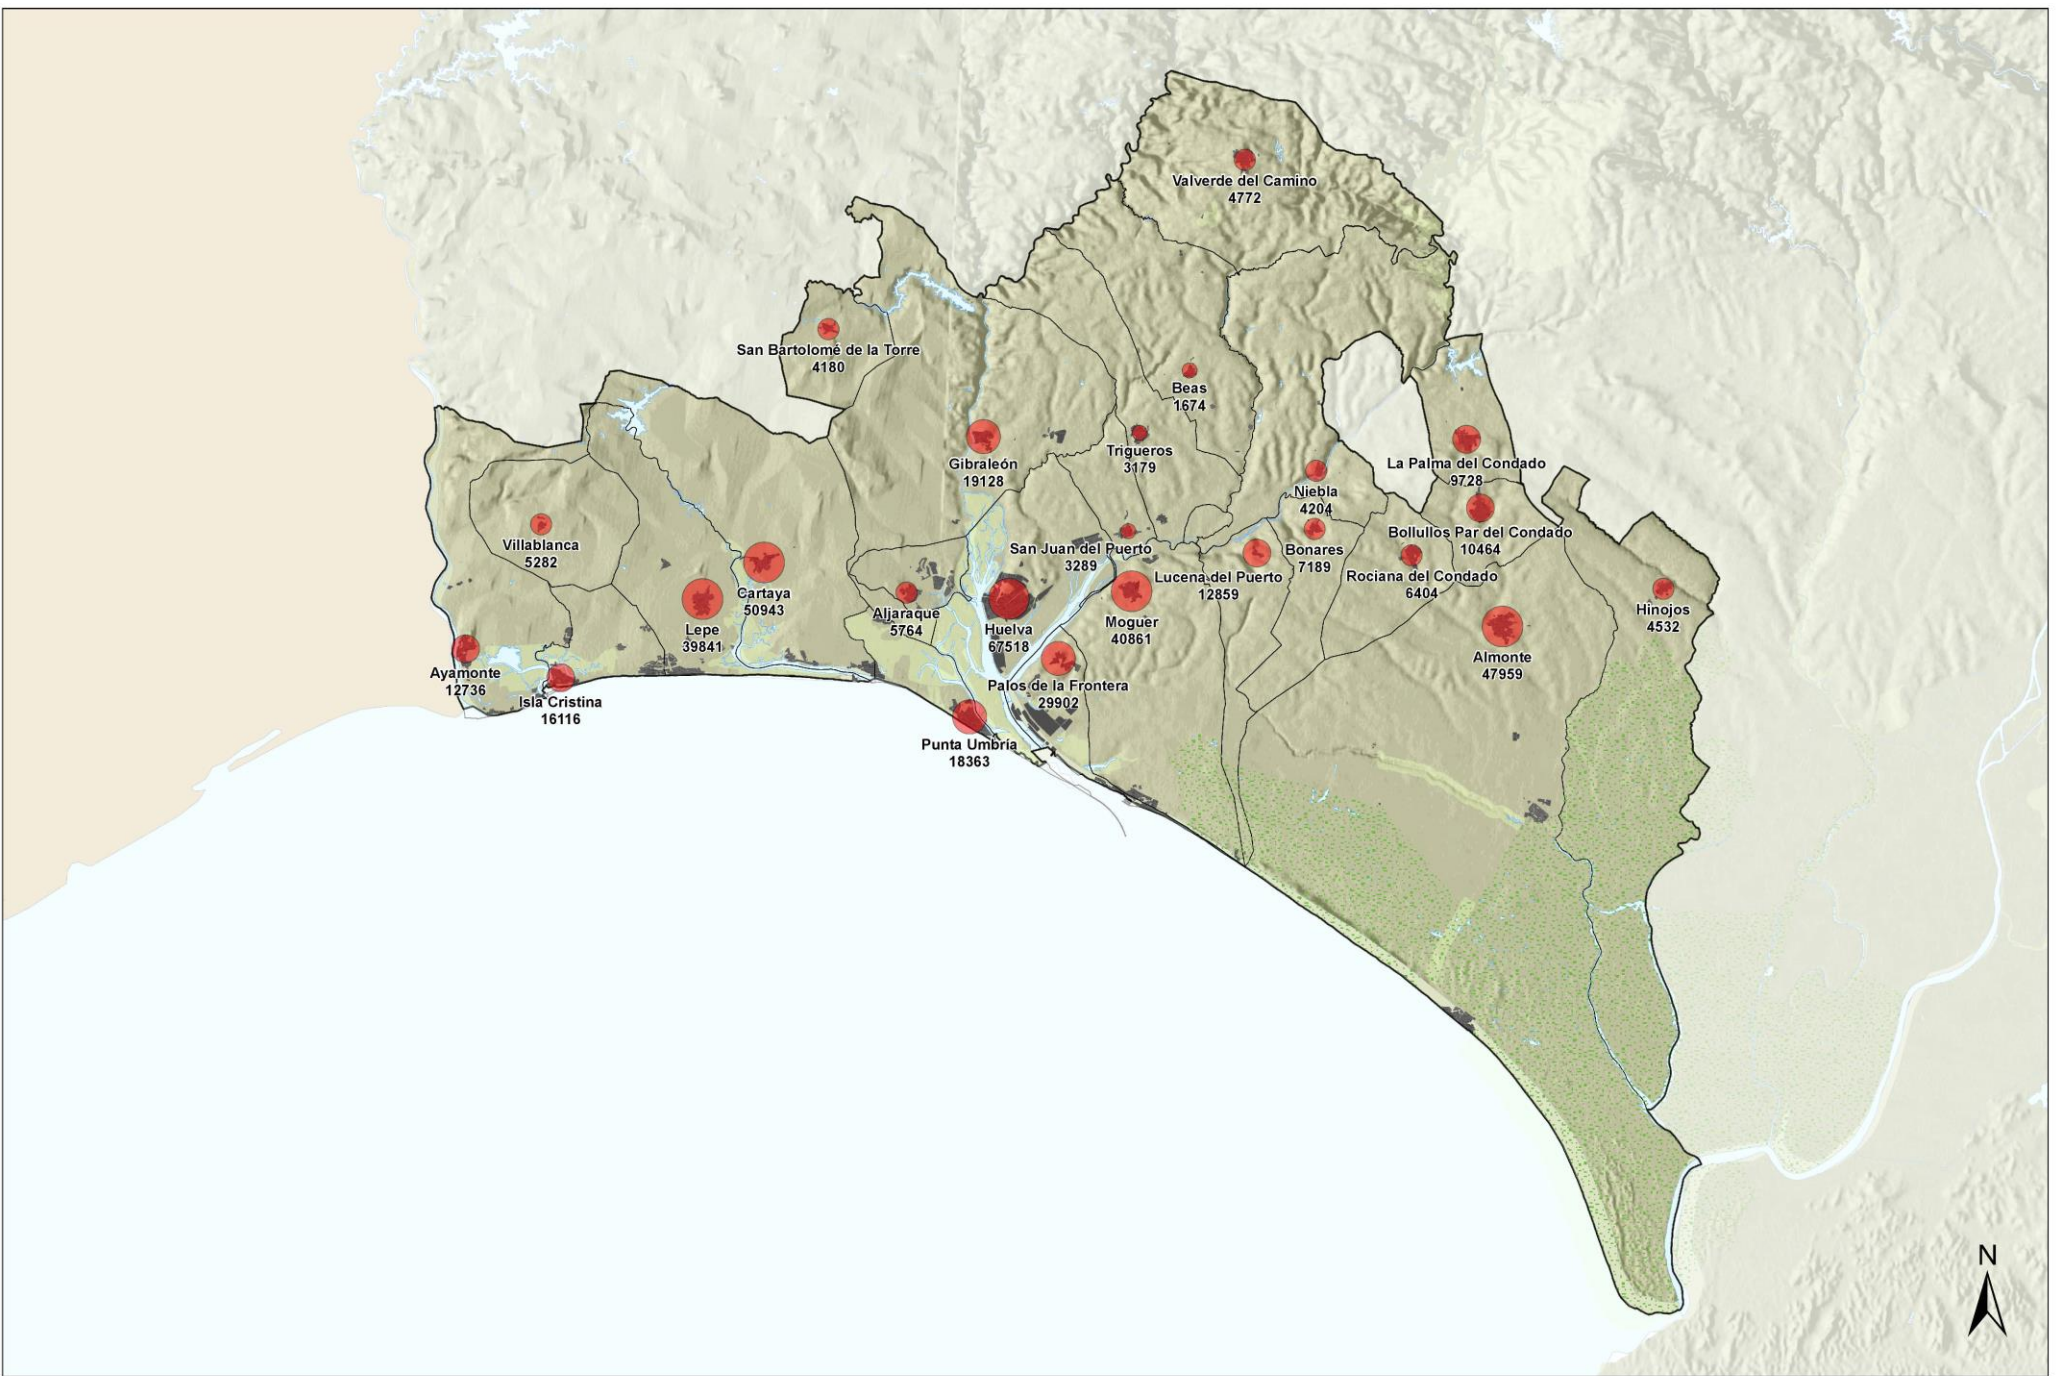 Valverde del Camino
4772
San Bartolomé de la Torre
4180
Beas
1674
Trigueros
3179
Gibraleón
19128
La Palma del Condado
9728
Niebla
4204
Villablanca
5282
San Juan del Puerto
3289
Bonares
7189
Bollullos Par del Condado
10464
Lucena del Puerto
12859
Rociana del Condado
6404
Cartaya
50943
Aljaraque
5764
Hinojos
4532
Lepe
39841
Huelva
67518
Moguer
40861
Almonte
47959
Ayamonte
12736
Isla Cristina
16116
Palos de la Frontera
29902
Punta Umbría
18363
N